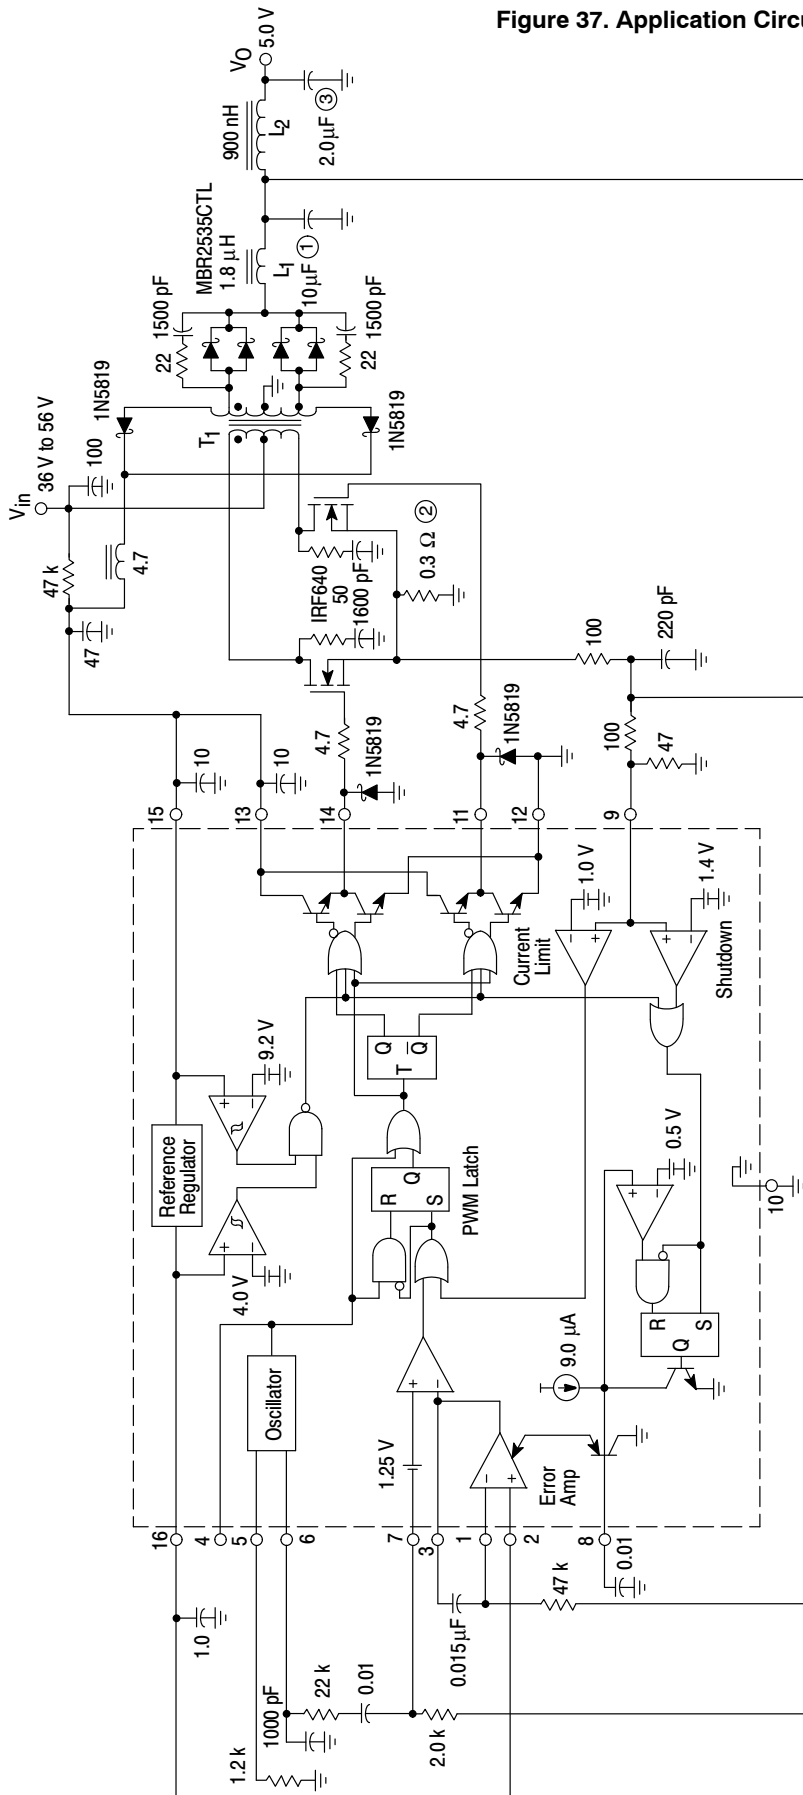 Figure 37. Application Circu
VO
5.0 V
900 nH
L2
2.0 µF
3
MBR2535CTL
1.8 µH
L1
10 µF
1
1500 pF
22
22
1500 pF
1N5819
1N5819
T1
Vin
36 V to 56 V
100
47 k
4.7
47
IRF640
50
1600 pF
0.3 Ω
2
100
220 pF
4.7
1N5819
4.7
1N5819
100
47
10
10
15
13
14
11
12
9
1.0 V
1.4 V
Current
Limit
Shutdown
9.2 V
Q
T
Q
Reference
Regulator
4.0 V
R
Q
S
PWM Latch
0.5 V
10
R
Q
S
9.0 µA
Oscillator
1.25 V
Error
Amp
+
–
+
–
+
–
+
–
+
–
+
–
–
+
16
4
5
6
7
3
1
2
8
0.01
1.0
0.015 µF
47 k
22 k
0.01
1000 pF
2.0 k
1.2 k